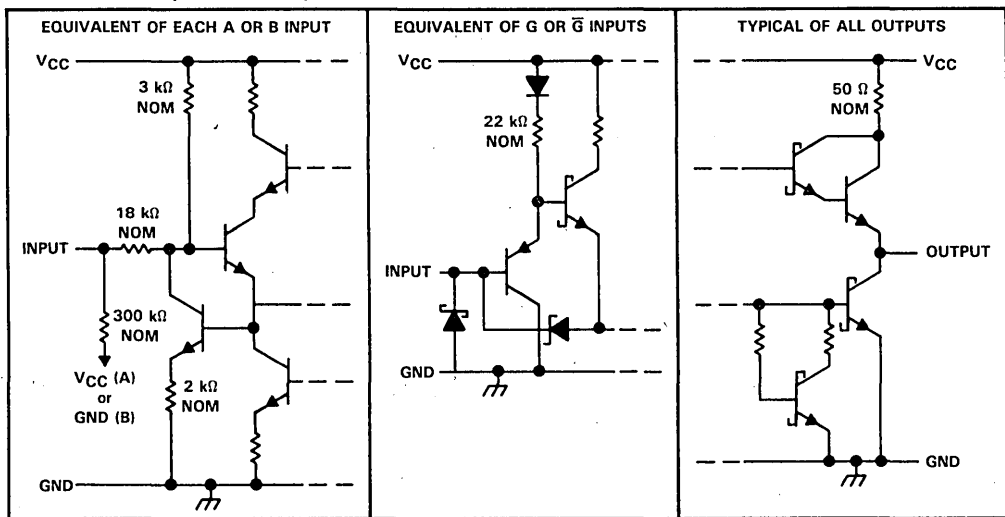 EQUIVALENT OF EACH A OR B INPUT
VCC
3 kΩ
NOM
18 kΩ
NOM
INPUT
300 kΩ
NOM
VCC (A)
or
GND (B)
2 kΩ
NOM
GND
EQUIVALENT OF G OR G̅ INPUTS
VCC
22 kΩ
NOM
INPUT
GND
TYPICAL OF ALL OUTPUTS
VCC
50 Ω
NOM
OUTPUT
GND